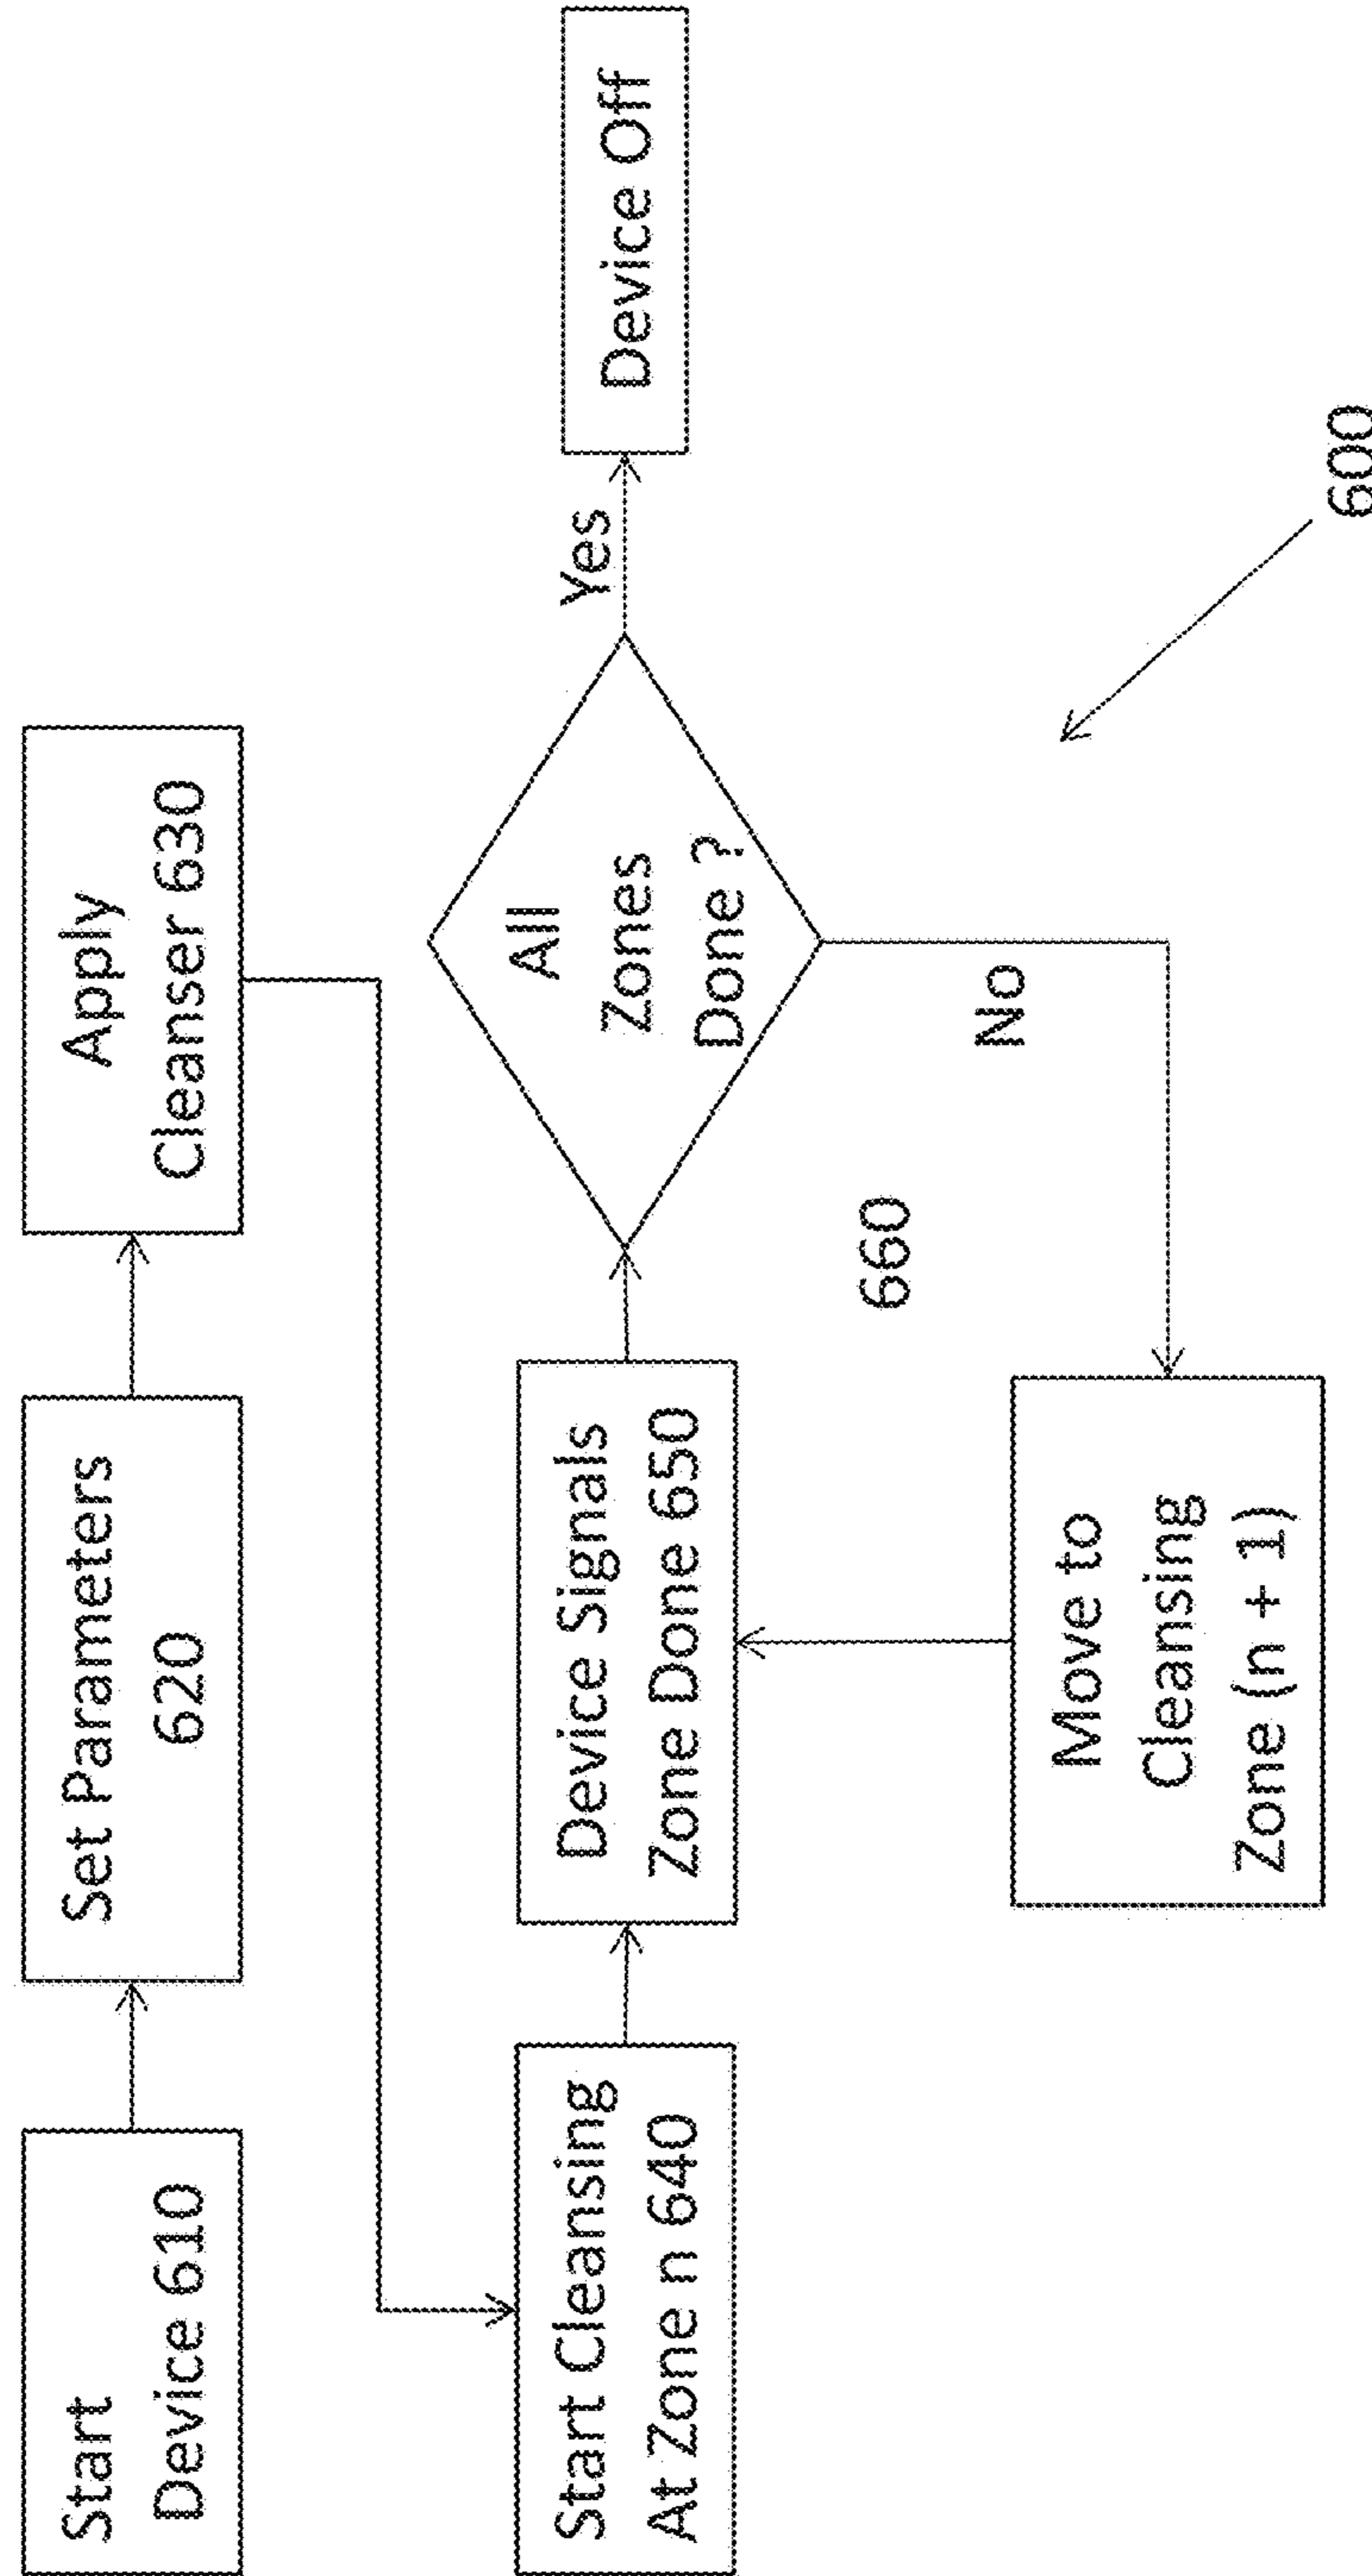 Start
Device 610
Set Parameters
620
Apply
Cleanser 630
Start Cleansing
At Zone n 640
Device Signals
Zone Done 650
All
Zones
Done ?
Yes
Device Off
No
660
Move to
Cleansing
Zone (n + 1)
600